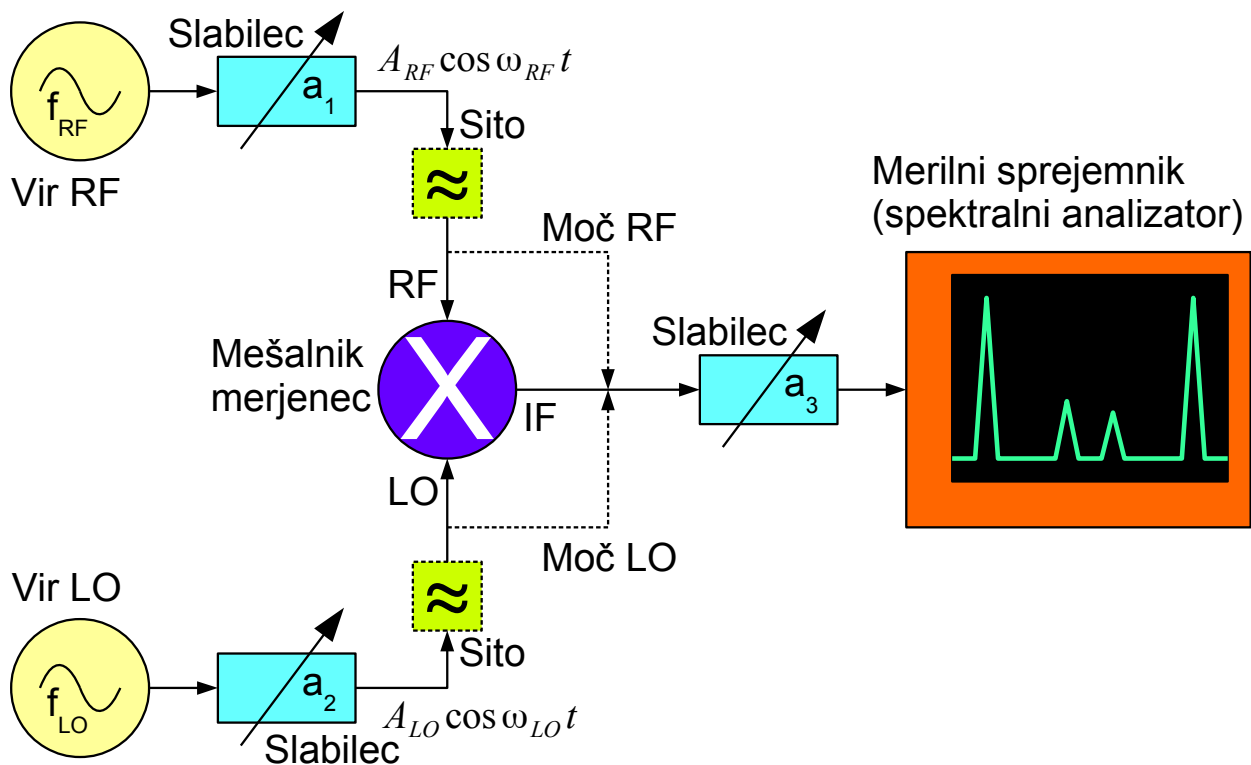 Slabilec
A_RF cos ω_RF t
f_RF
a_1
Sito
≈
Vir RF
Merilni sprejemnik
(spektralni analizator)
Moč RF
RF
Slabilec
Mešalnik
merjenec
X
IF
a_3
LO
Moč LO
Vir LO
≈
Sito
f_LO
a_2
A_LO cos ω_LO t
Slabilec